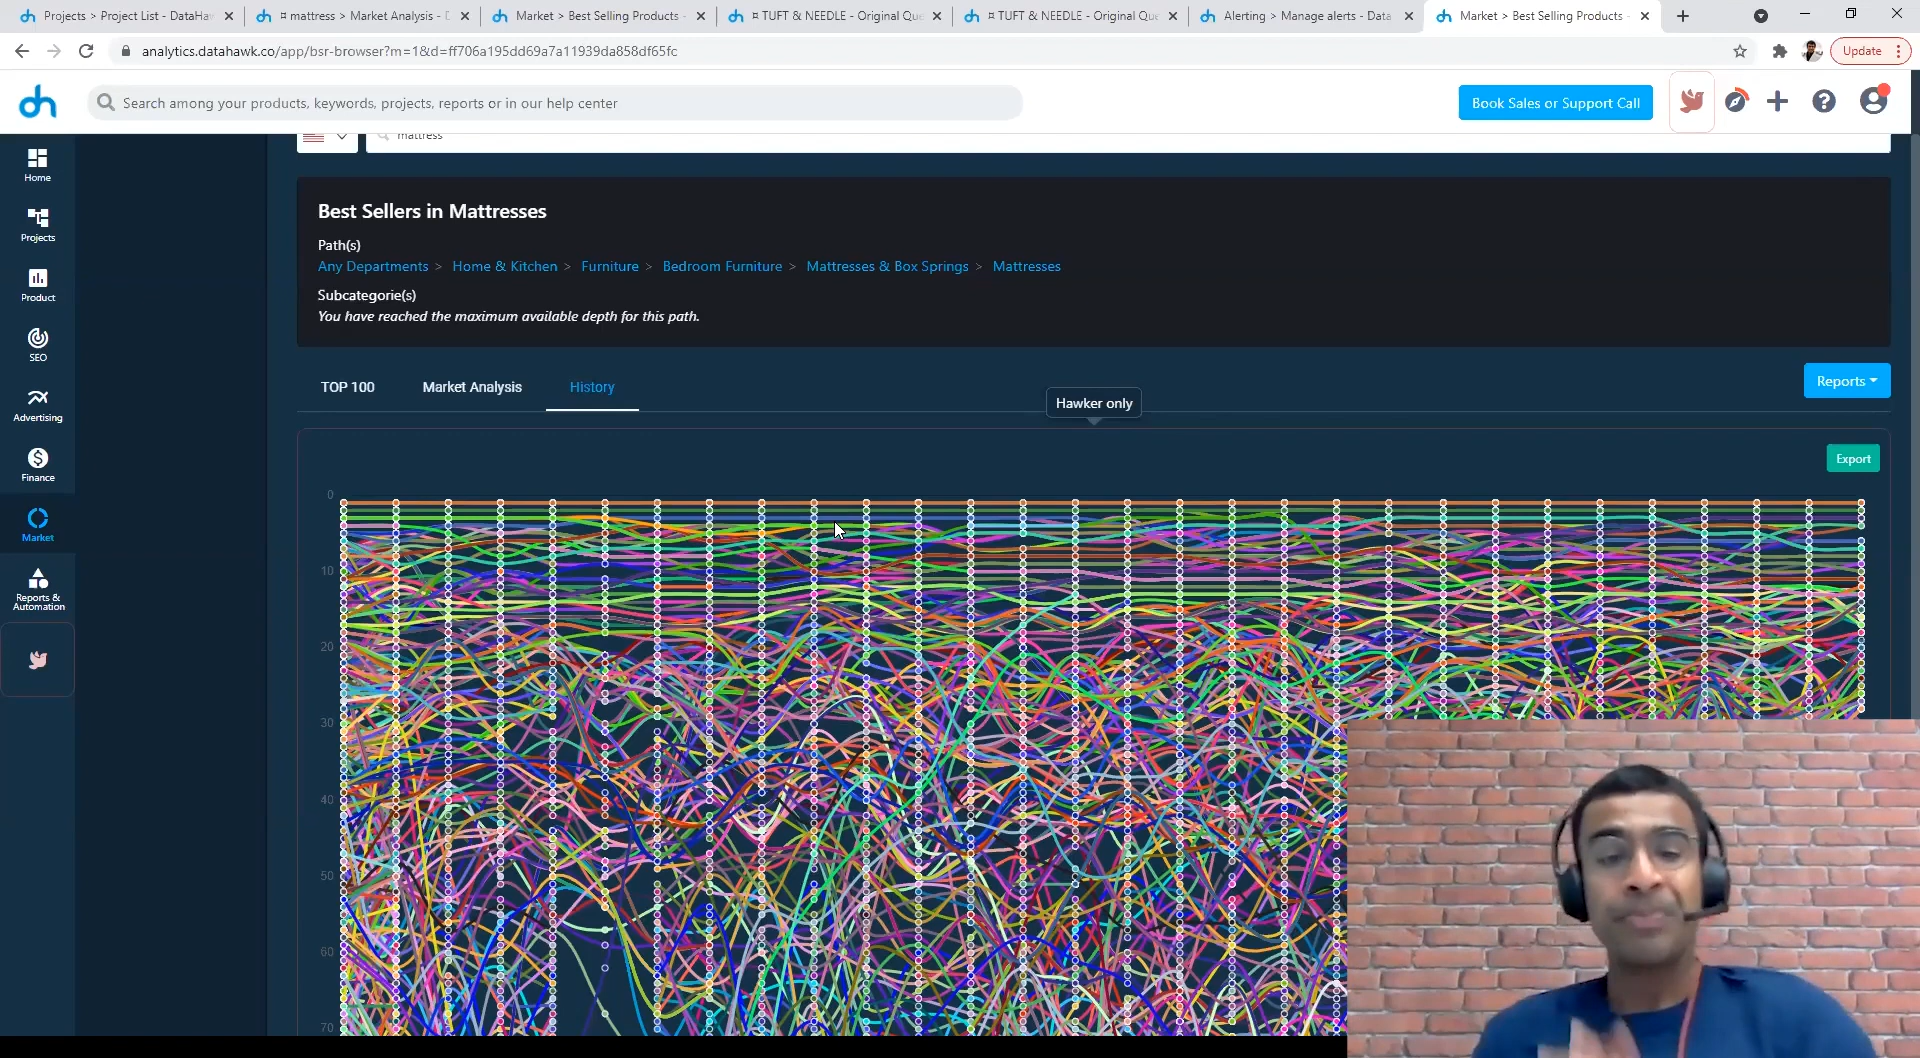 Projects > Project List - DataHa
¤ mattress > Market Analysis - D
Market > Best Selling Products -
¤ TUFT & NEEDLE - Original Que
¤ TUFT & NEEDLE - Original Que
Alerting > Manage alerts - Data
Market > Best Selling Products -
analytics.datahawk.co/app/bsr-browser?m=1&d=ff706a195dd69a7a11939da858df65fc
Update
dh
Search among your products, keywords, projects, reports or in our help center
Book Sales or Support Call
mattress
Home
Projects
Product
SEO
Advertising
Finance
Market
Reports &
Automation
Best Sellers in Mattresses
Path(s)
Any Departments > Home & Kitchen > Furniture > Bedroom Furniture > Mattresses & Box Springs > Mattresses
Subcategorie(s)
You have reached the maximum available depth for this path.
TOP 100
Market Analysis
History
Reports
Hawker only
Export
0
10
20
30
40
50
60
70